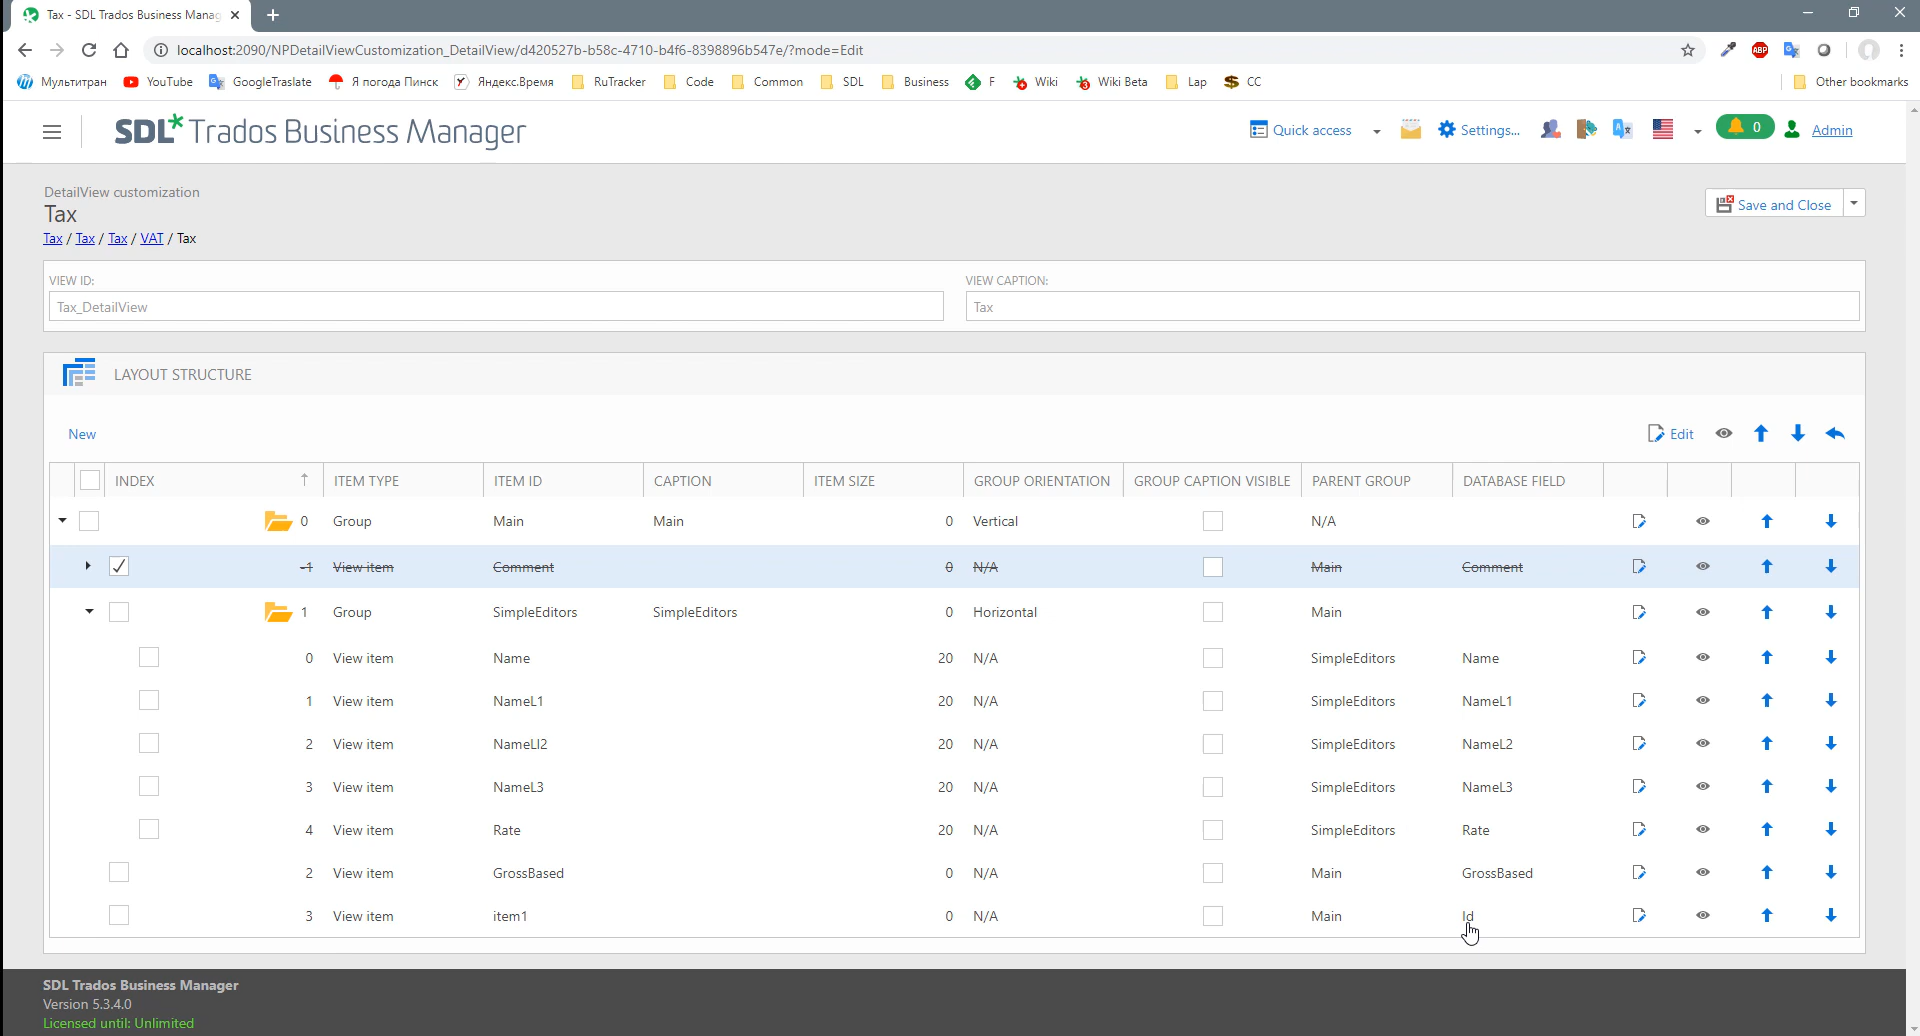 Tax - SDL Trados Business Manag
localhost:2090/NPDetailViewCustomization_DetailView/d420527b-b58c-4710-b4f6-8398896b547e/?mode=Edit
ABP
Мультитран YouTube GoogleTraslate Я погода Пинск Яндекс.Время RuTracker Code Common SDL Business F Wiki Wiki Beta Lap CC Other bookmarks
SDL* Trados Business Manager
Quick access Settings... 0 Admin
DetailView customization
Tax
Save and Close
Tax / Tax / Tax / VAT / Tax
VIEW ID: VIEW CAPTION:
Tax_DetailView Tax
LAYOUT STRUCTURE
New Edit
INDEX ITEM TYPE ITEM ID CAPTION ITEM SIZE GROUP ORIENTATION GROUP CAPTION VISIBLE PARENT GROUP DATABASE FIELD
0 Group Main Main 0 Vertical N/A
-1 View item Comment 0 N/A Main Comment
1 Group SimpleEditors SimpleEditors 0 Horizontal Main
0 View item Name 20 N/A SimpleEditors Name
1 View item NameL1 20 N/A SimpleEditors NameL1
2 View item NameLl2 20 N/A SimpleEditors NameL2
3 View item NameL3 20 N/A SimpleEditors NameL3
4 View item Rate 20 N/A SimpleEditors Rate
2 View item GrossBased 0 N/A Main GrossBased
3 View item item1 0 N/A Main Id
SDL Trados Business Manager
Version 5.3.4.0
Licensed until: Unlimited